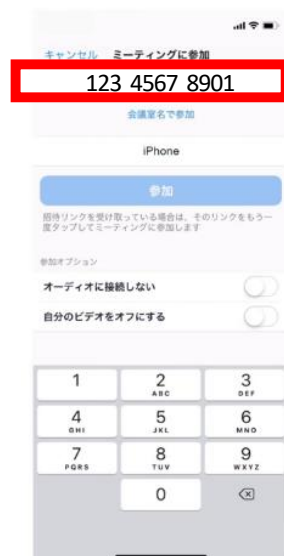 キャンセル ミーティングに参加
123 4567 8901
会議室名で参加
iPhone
参加
招待リンクを受け取っている場合は、そのリンクをもう一
度タップしてミーティングに参加します
参加オプション
オーディオに接続しない
自分のビデオをオフにする
1 2 3
ABC DEF
4 5 6
GHI JKL MNO
7 8 9
PQRS TUV WXYZ
0